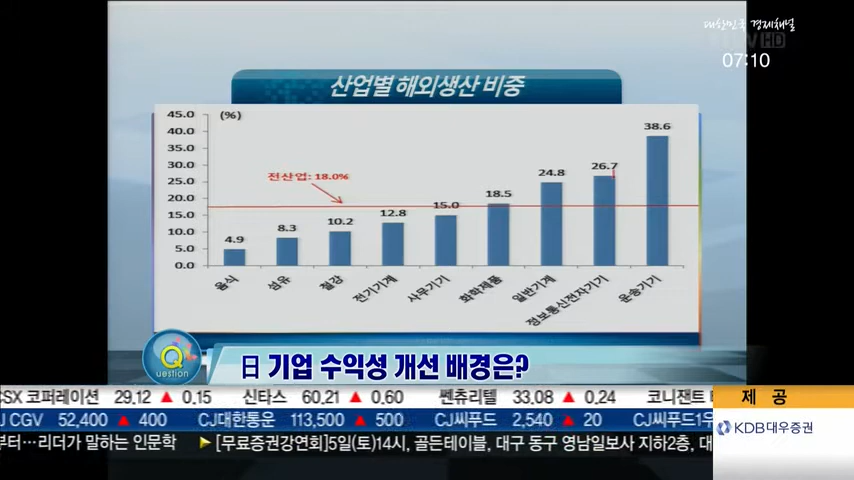 대한민국 경제채널
HD
07:10
산업별 해외생산 비중
(%)
45.0
40.0
35.0
30.0
25.0
20.0
15.0
10.0
5.0
0.0
전산업: 18.0%
4.9
8.3
10.2
12.8
15.0
18.5
24.8
26.7
38.6
음식
섬유
철강
전기기계
사무기기
화학제품
일반기계
정보통신전자기기
운송기기
Question
日 기업 수익성 개선 배경은?
CSX 코퍼레이션 29,12 ▲ 0.15 신타스 60,21 ▲ 0.60 쎈츄리텔 33,08 ▲ 0,24 코니잰트
J CGV 52,400 ▲ 400 CJ대한통운 113,500 ▲ 500 CJ씨푸드 2,540 ▲ 20 CJ씨푸드1우
부터…리더가 말하는 인문학 ▶[무료증권강연회]5일(토)14시, 골든테이블, 대구 동구 영남일보사 지하2층, 대
제 공
KDB대우증권